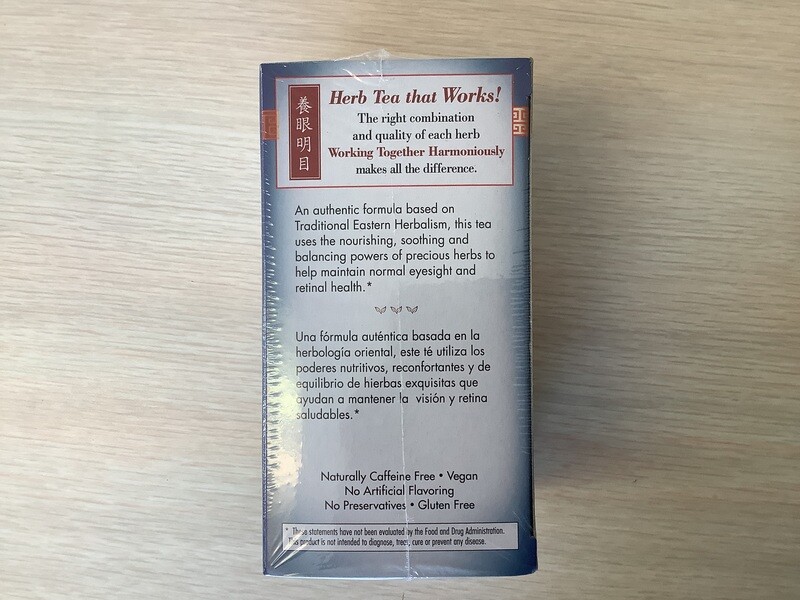 養眼明目
Herb Tea that Works!
The right combination
and quality of each herb
Working Together Harmoniously
makes all the difference.
An authentic formula based on
Traditional Eastern Herbalism, this tea
uses the nourishing, soothing and
balancing powers of precious herbs to
help maintain normal eyesight and
retinal health.*
Una fórmula auténtica basada en la
herbología oriental, este té utiliza los
poderes nutritivos, reconfortantes y de
equilibrio de hierbas exquisitas que
ayudan a mantener la visión y retina
saludables.*
Naturally Caffeine Free • Vegan
No Artificial Flavoring
No Preservatives • Gluten Free
* These statements have not been evaluated by the Food and Drug Administration.
This product is not intended to diagnose, treat, cure or prevent any disease.